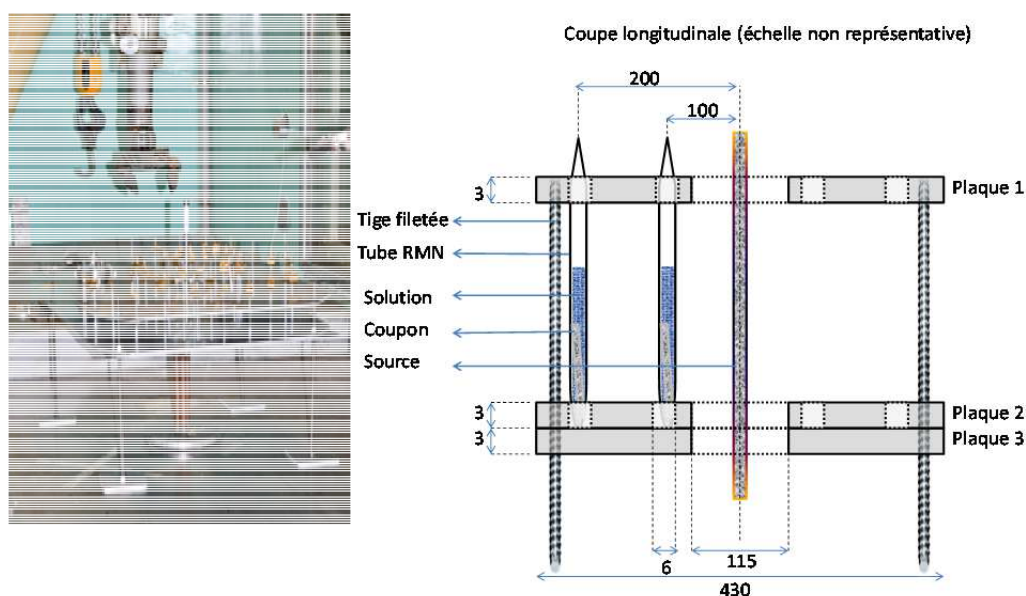 Coupe longitudinale (échelle non représentative)
200
100
3
Plaque 1
Tige filetée
Tube RMN
Solution
Coupon
Source
3
Plaque 2
3
Plaque 3
6
115
430